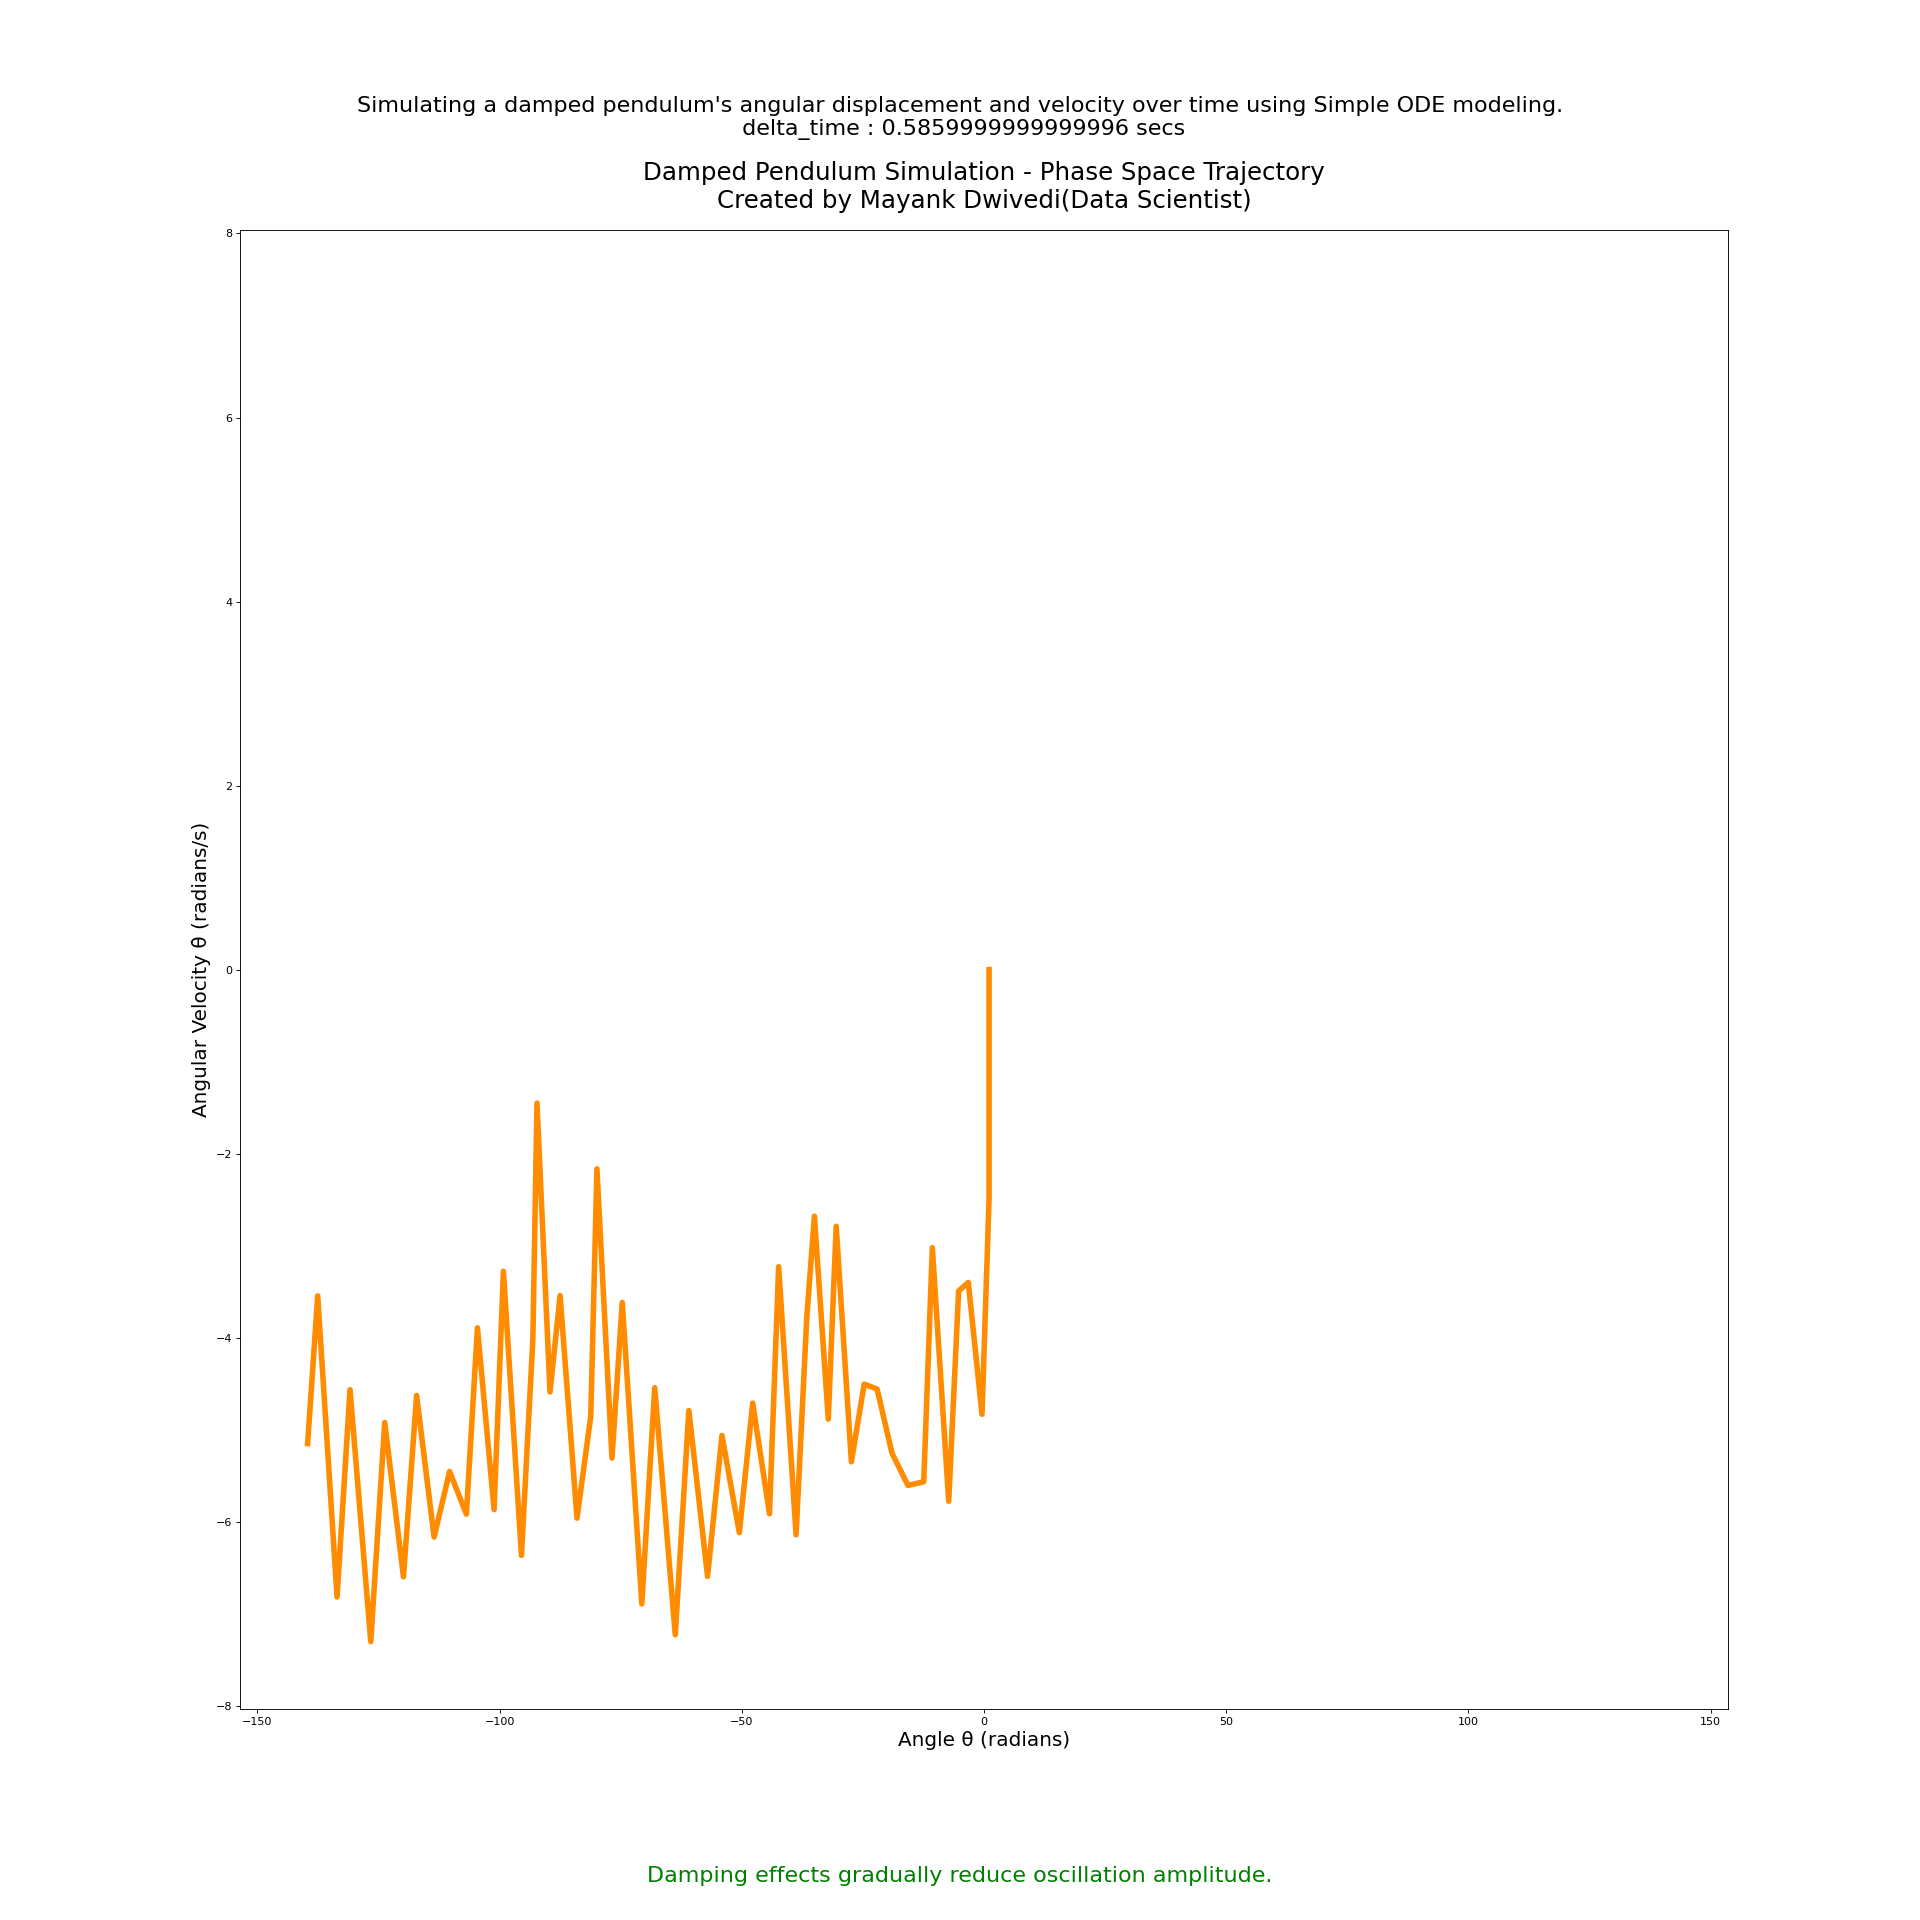 Simulating a damped pendulum's angular displacement and velocity over time using Simple ODE modeling.
delta_time : 0.5859999999999996 secs
Damped Pendulum Simulation - Phase Space Trajectory
Created by Mayank Dwivedi(Data Scientist)
8
6
4
2
0
−2
−4
−6
−8
Angular Velocity θ̇ (radians/s)
−150
−100
−50
0
50
100
150
Angle θ (radians)
Damping effects gradually reduce oscillation amplitude.